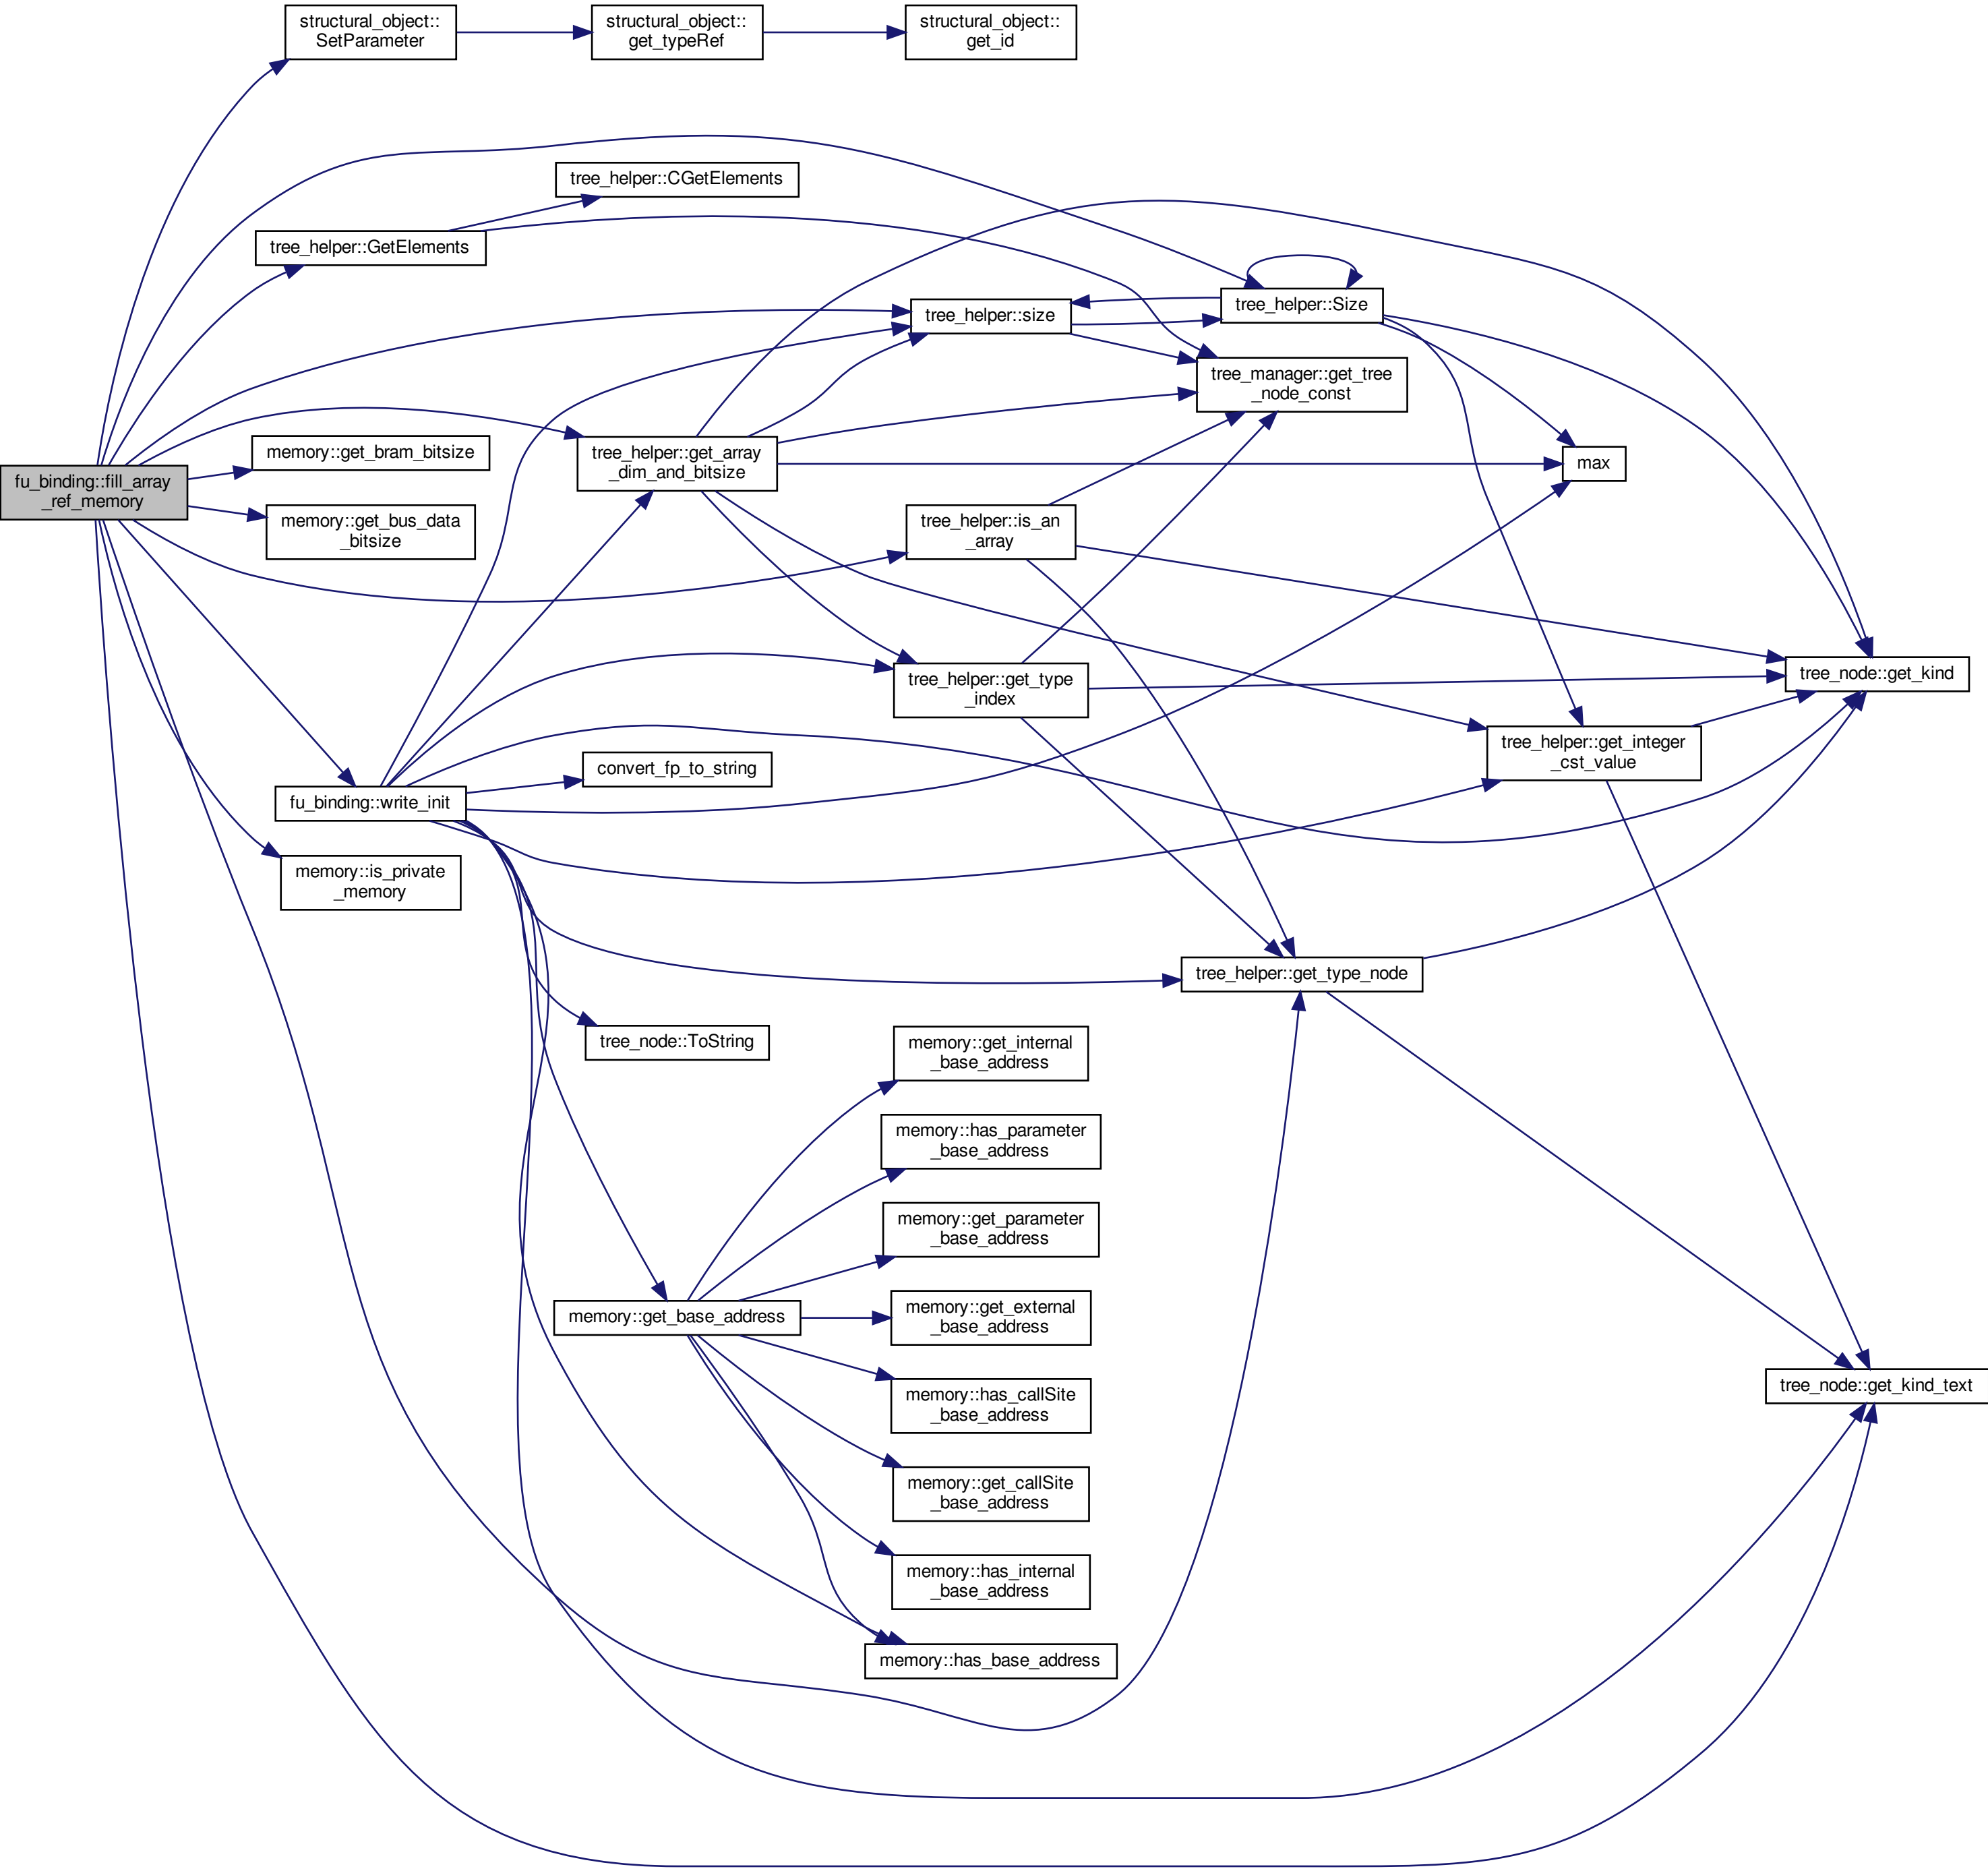 structural_object::
SetParameter
structural_object::
get_typeRef
structural_object::
get_id
tree_helper::CGetElements
tree_helper::GetElements
tree_helper::size
tree_helper::Size
tree_manager::get_tree
_node_const
memory::get_bram_bitsize
tree_helper::get_array
_dim_and_bitsize
max
fu_binding::fill_array
_ref_memory
memory::get_bus_data
_bitsize
tree_helper::is_an
_array
tree_helper::get_type
_index
tree_node::get_kind
tree_helper::get_integer
_cst_value
convert_fp_to_string
fu_binding::write_init
memory::is_private
_memory
tree_helper::get_type_node
tree_node::ToString
memory::get_internal
_base_address
memory::has_parameter
_base_address
memory::get_parameter
_base_address
memory::get_base_address
memory::get_external
_base_address
memory::has_callSite
_base_address
tree_node::get_kind_text
memory::get_callSite
_base_address
memory::has_internal
_base_address
memory::has_base_address